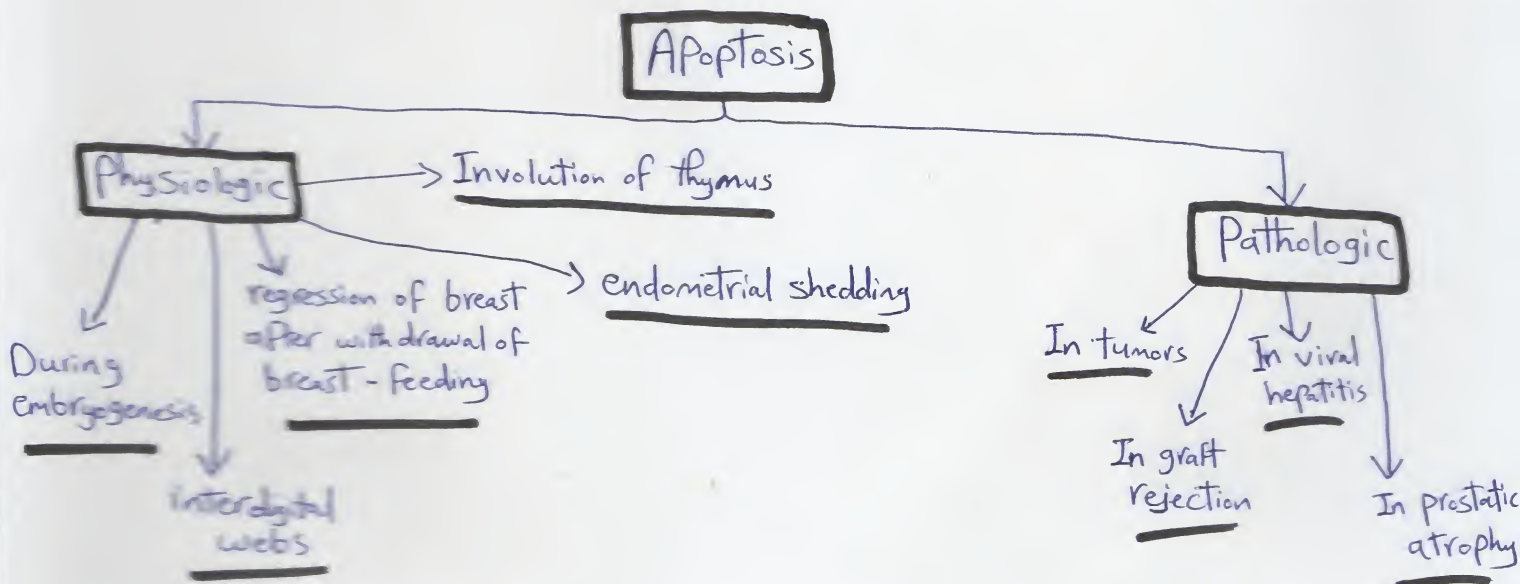 Apoptosis
Physiologic
Involution of thymus
endometrial shedding
regression of breast
after withdrawal of
breast-feeding
During
embryogenesis
interdigital
webs
Pathologic
In tumors
In viral
hepatitis
In graft
rejection
In prostatic
atrophy